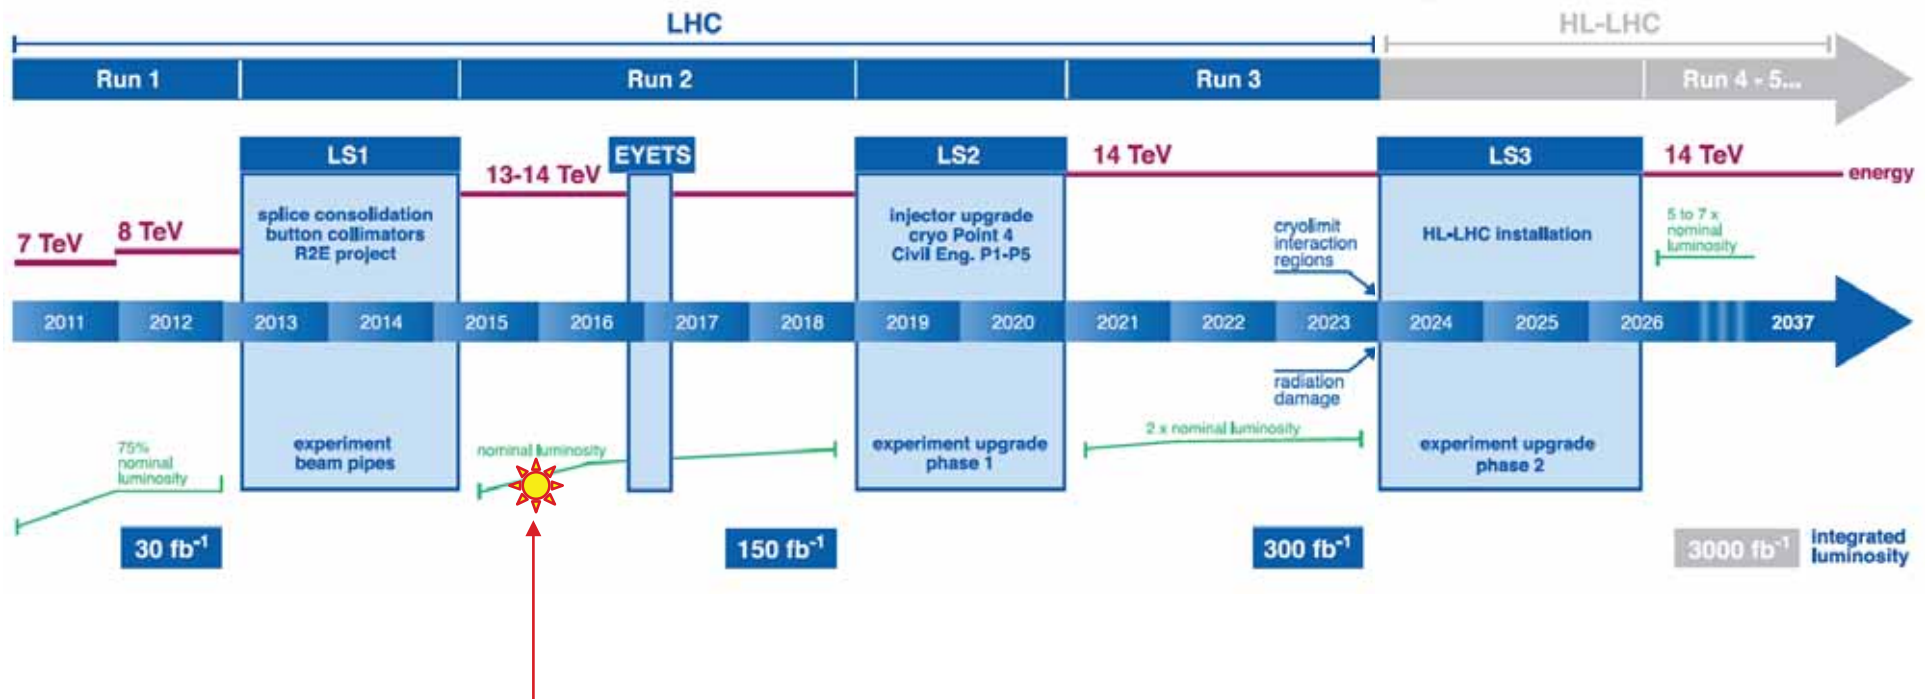 LHC
HL-LHC
Run 1
Run 2
Run 3
Run 4 - 5...
LS1
EYETS
LS2
14 TeV
LS3
14 TeV
energy
13-14 TeV
7 TeV
8 TeV
splice consolidation
button collimators
R2E project
injector upgrade
cryo Point 4
Civil Eng. P1-P5
cryolimit
interaction
regions
HL-LHC installation
5 to 7 x
nominal
luminosity
2011
2012
2013
2014
2015
2016
2017
2018
2019
2020
2021
2022
2023
2024
2025
2026
2037
radiation
damage
75%
nominal
luminosity
experiment
beam pipes
nominal luminosity
experiment upgrade
phase 1
2 x nominal luminosity
experiment upgrade
phase 2
30 fb⁻¹
150 fb⁻¹
300 fb⁻¹
3000 fb⁻¹
integrated
luminosity